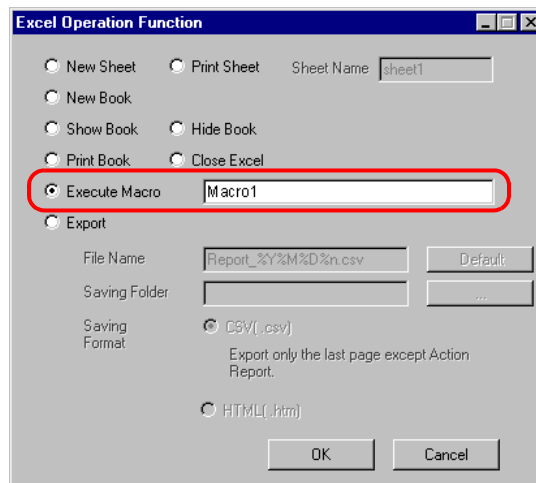 Excel Operation Function
New Sheet Print Sheet Sheet Name sheet1
New Book
Show Book Hide Book
Print Book Close Excel
Execute Macro Macro1
Export
File Name Report_%Y%M%D%n.csv Default
Saving Folder ...
Saving CSV( .csv)
Format
Export only the last page except Action
Report.
HTML( .htm)
OK Cancel